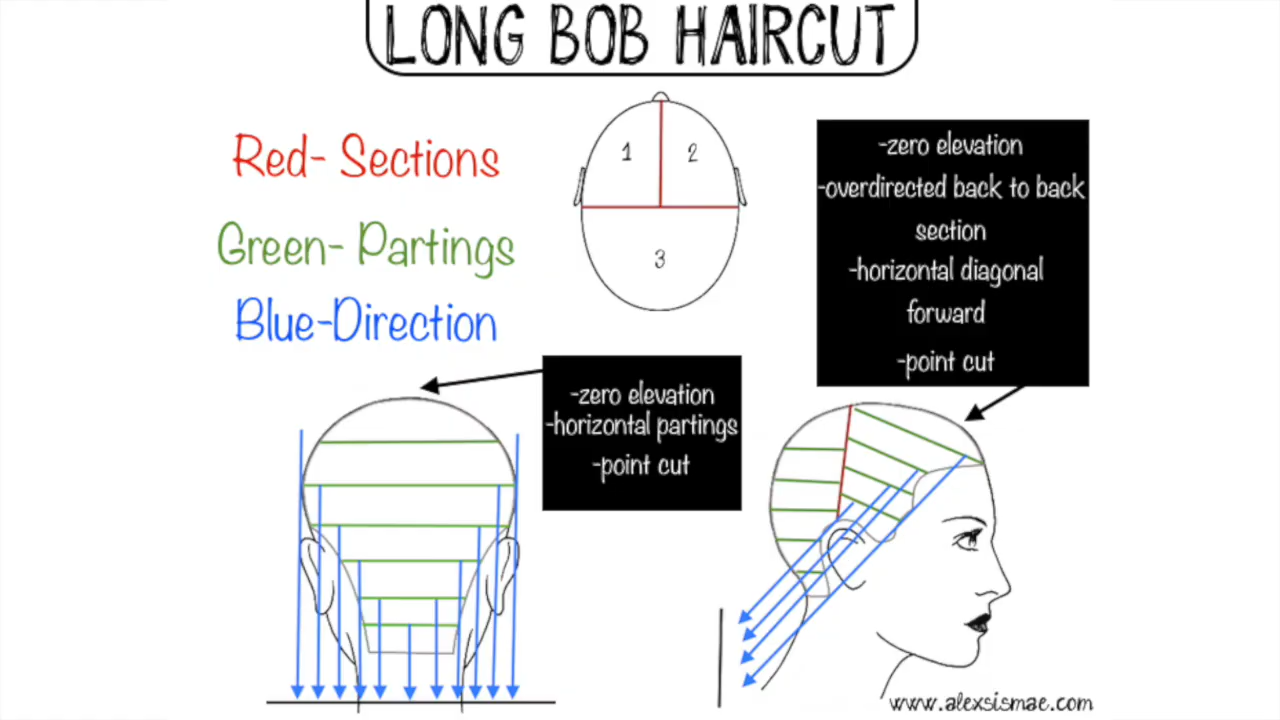 LONG BOB HAIRCUT
Red- Sections
Green- Partings
Blue-Direction
1 2
3
-zero elevation
-overdirected back to back
section
-horizontal diagonal
forward
-point cut
-zero elevation
-horizontal partings
-point cut
www.alexsismae.com